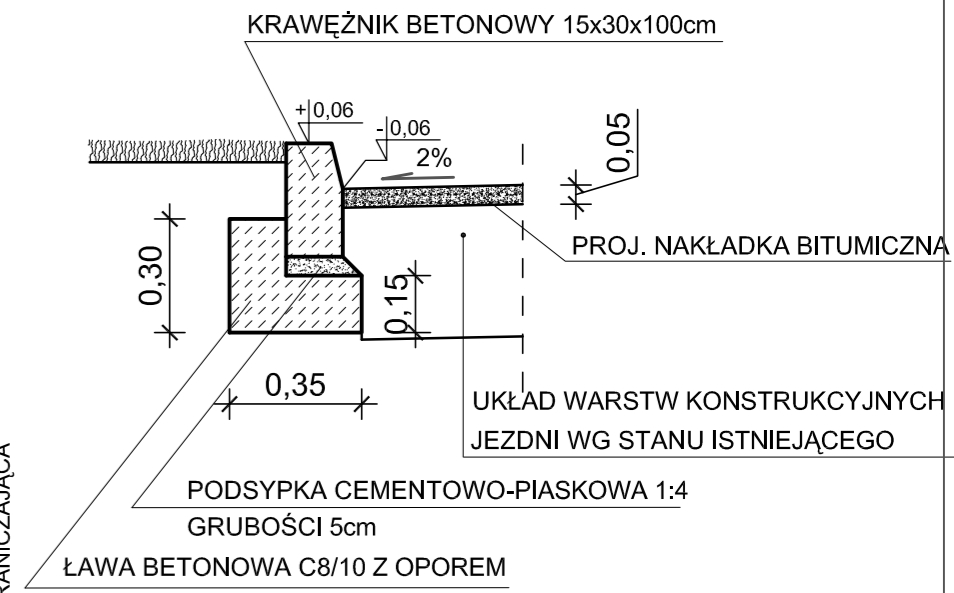 KRAWĘŻNIK BETONOWY 15x30x100cm
+0,06
-0,06
2%
0,05
PROJ. NAKŁADKA BITUMICZNA
0,30
0,15
0,35
UKŁAD WARSTW KONSTRUKCYJNYCH
JEZDNI WG STANU ISTNIEJĄCEGO
PODSYPKA CEMENTOWO-PIASKOWA 1:4
GRUBOŚCI 5cm
ŁAWA BETONOWA C8/10 Z OPOREM
RANICZAJĄCA